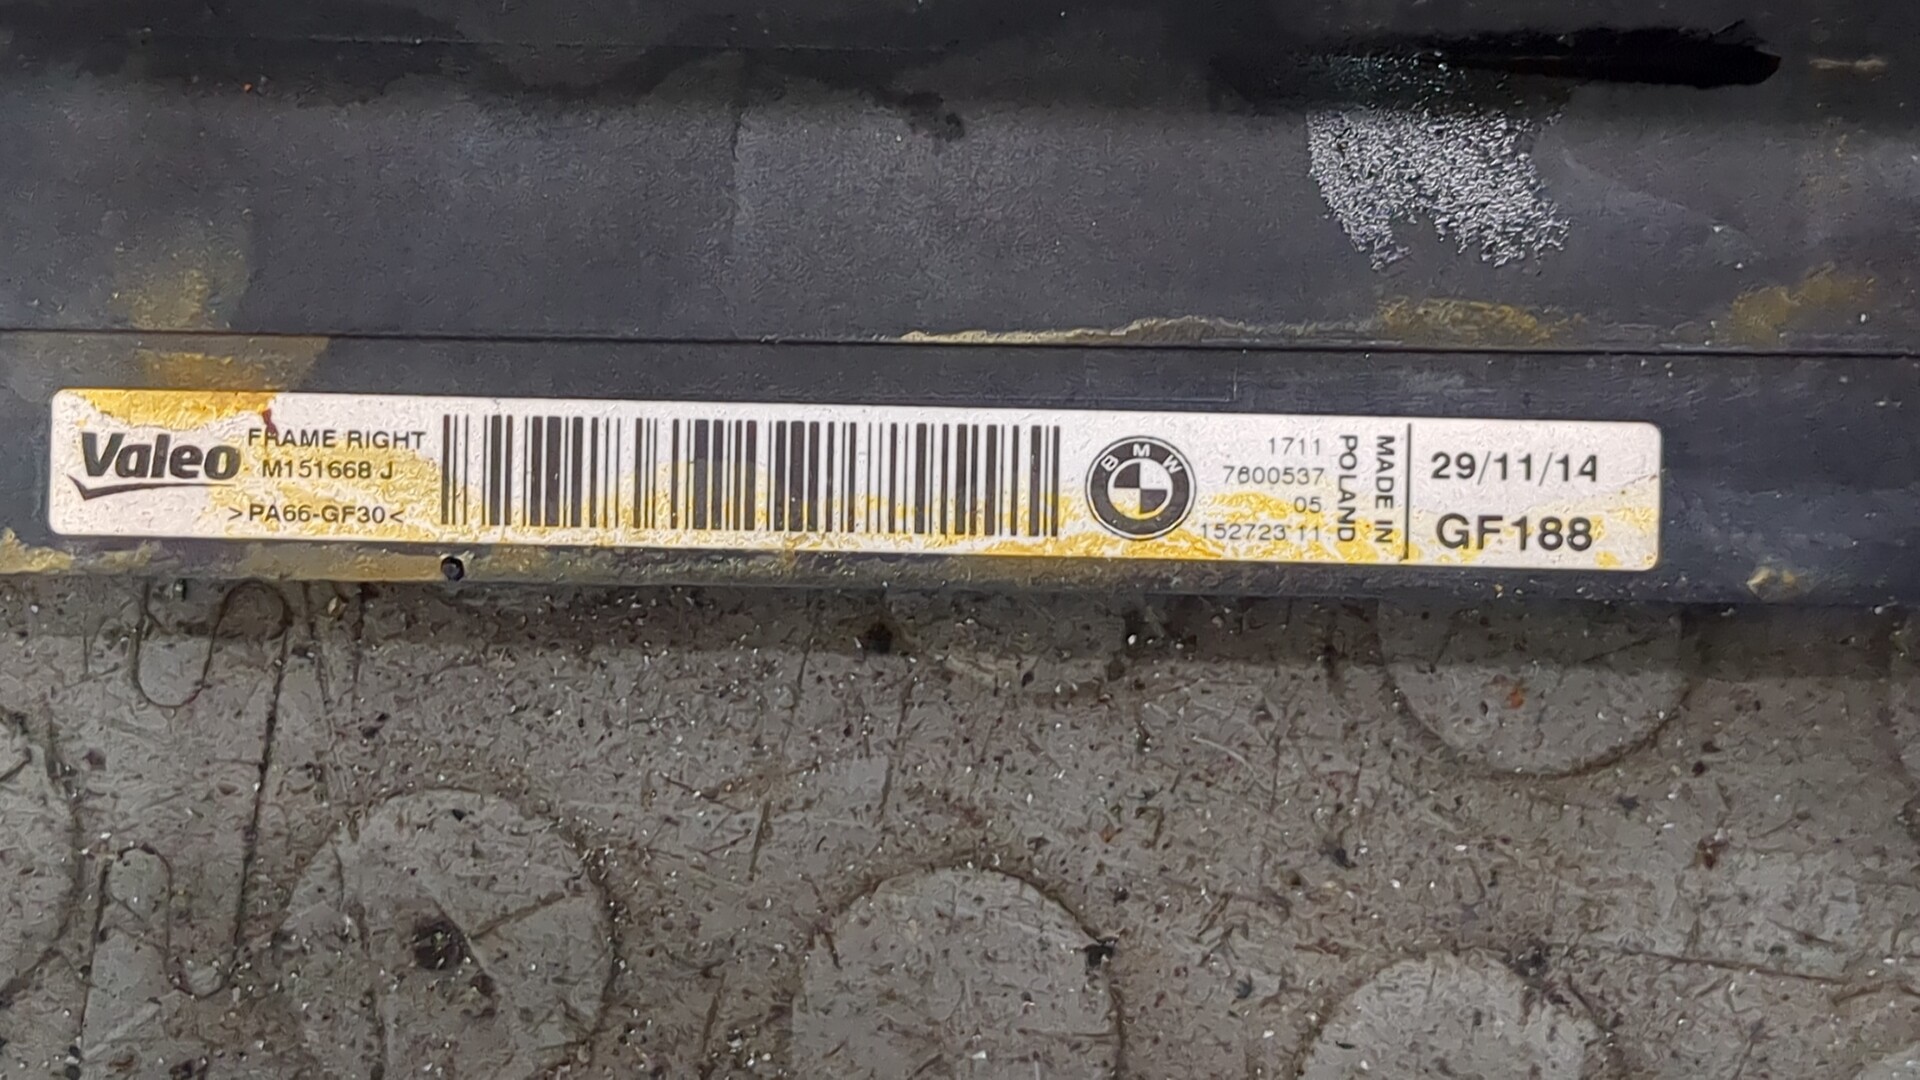 Valeo
FRAME RIGHT
M151668 J
>PA66-GF30<
BMW
1711
7600537
05
152723 11
MADE IN
POLAND
29/11/14
GF188